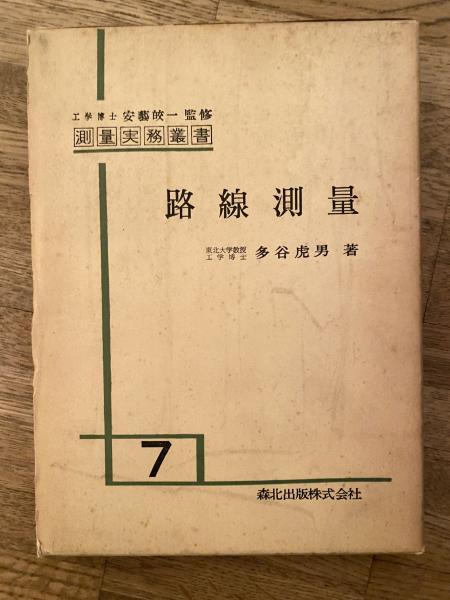 工學博士 安藝皎一 監修
測量実務叢書
路線測量
東北大学教授
工学博士
多谷虎男 著
7
森北出版株式会社